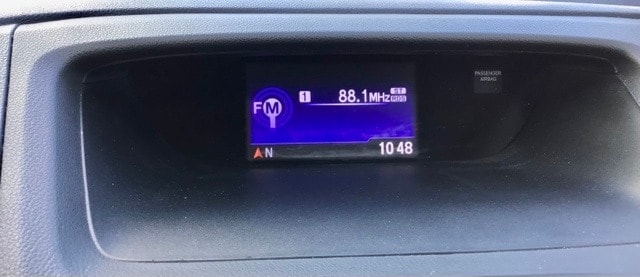 1 88.1MHz ST
FM RDS
PASSENGER
AIRBAG
N 10 48